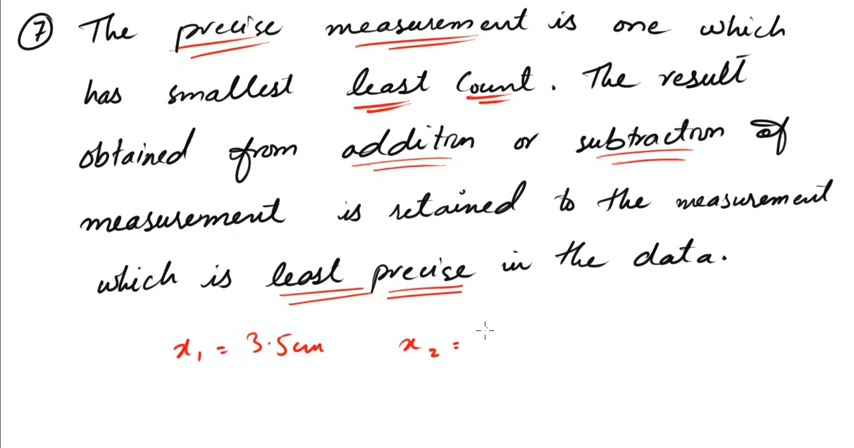 ⑦ The precise measurement is one which
has smallest least count. The result
obtained from addition or subtraction of
measurement is retained to the measurement
which is least precise in the data.
x₁ = 3.5cm x₂ =